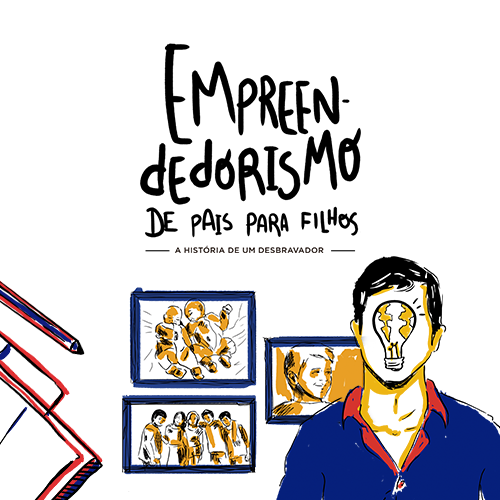 EMPREEN-
DEDORISMO
DE PAIS PARA FILHOS
A HISTÓRIA DE UM DESBRAVADOR